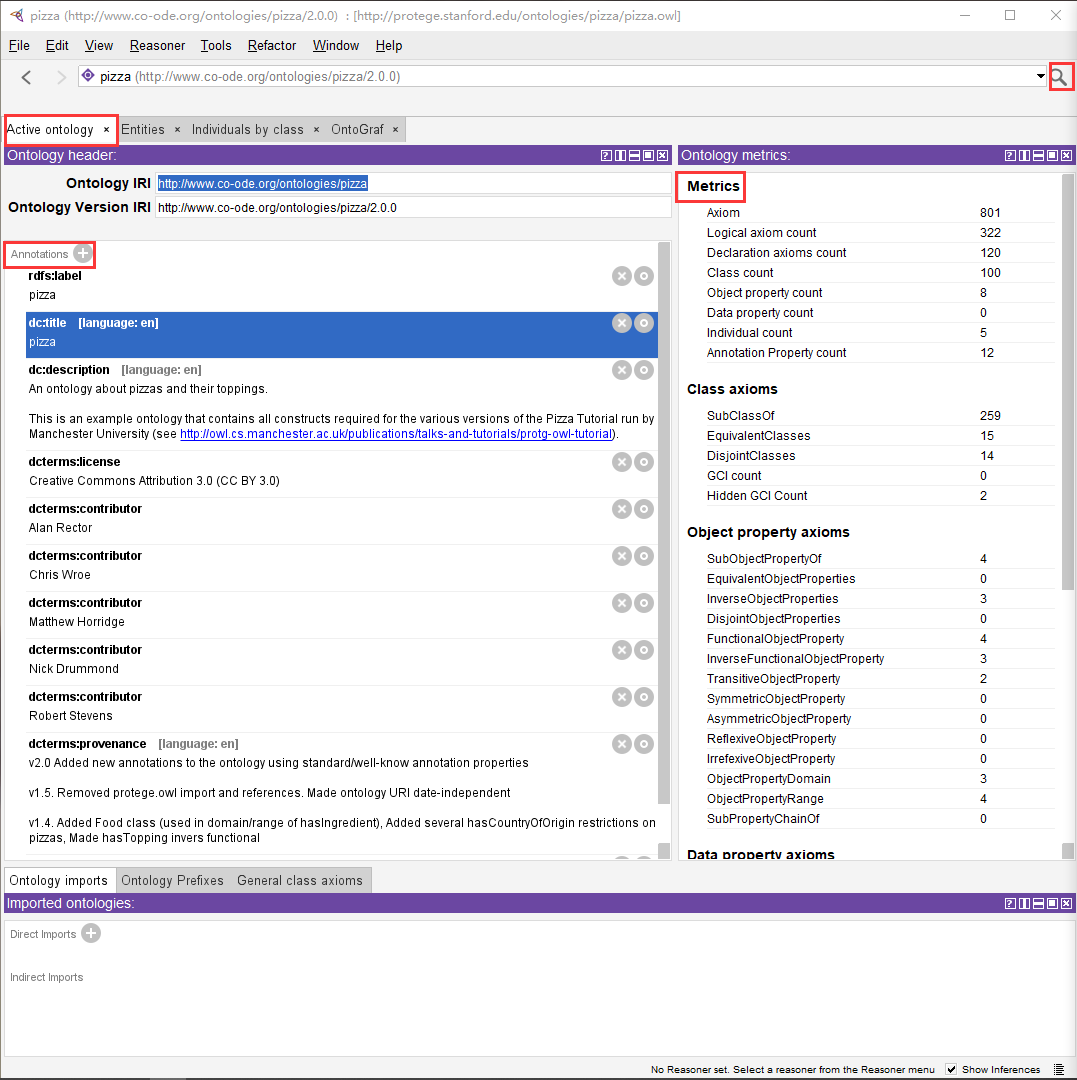 pizza (http://www.co-ode.org/ontologies/pizza/2.0.0) : [http://protege.stanford.edu/ontologies/pizza/pizza.owl]
File Edit View Reasoner Tools Refactor Window Help
pizza (http://www.co-ode.org/ontologies/pizza/2.0.0)
Active ontology × Entities × Individuals by class × OntoGraf ×
Ontology header:
Ontology IRI http://www.co-ode.org/ontologies/pizza
Ontology Version IRI http://www.co-ode.org/ontologies/pizza/2.0.0
Annotations
rdfs:label
pizza
dc:title [language: en]
pizza
dc:description [language: en]
An ontology about pizzas and their toppings.
This is an example ontology that contains all constructs required for the various versions of the Pizza Tutorial run by
Manchester University (see http://owl.cs.manchester.ac.uk/publications/talks-and-tutorials/protg-owl-tutorial).
dcterms:license
Creative Commons Attribution 3.0 (CC BY 3.0)
dcterms:contributor
Alan Rector
dcterms:contributor
Chris Wroe
dcterms:contributor
Matthew Horridge
dcterms:contributor
Nick Drummond
dcterms:contributor
Robert Stevens
dcterms:provenance [language: en]
v2.0 Added new annotations to the ontology using standard/well-know annotation properties
v1.5. Removed protege.owl import and references. Made ontology URI date-independent
v1.4. Added Food class (used in domain/range of hasIngredient), Added several hasCountryOfOrigin restrictions on
pizzas, Made hasTopping invers functional
Ontology metrics:
Metrics
Axiom 801
Logical axiom count 322
Declaration axioms count 120
Class count 100
Object property count 8
Data property count 0
Individual count 5
Annotation Property count 12
Class axioms
SubClassOf 259
EquivalentClasses 15
DisjointClasses 14
GCI count 0
Hidden GCI Count 2
Object property axioms
SubObjectPropertyOf 4
EquivalentObjectProperties 0
InverseObjectProperties 3
DisjointObjectProperties 0
FunctionalObjectProperty 4
InverseFunctionalObjectProperty 3
TransitiveObjectProperty 2
SymmetricObjectProperty 0
AsymmetricObjectProperty 0
ReflexiveObjectProperty 0
IrrefexiveObjectProperty 0
ObjectPropertyDomain 3
ObjectPropertyRange 4
SubPropertyChainOf 0
Data property axioms
Ontology imports Ontology Prefixes General class axioms
Imported ontologies:
Direct Imports
Indirect Imports
No Reasoner set. Select a reasoner from the Reasoner menu Show Inferences